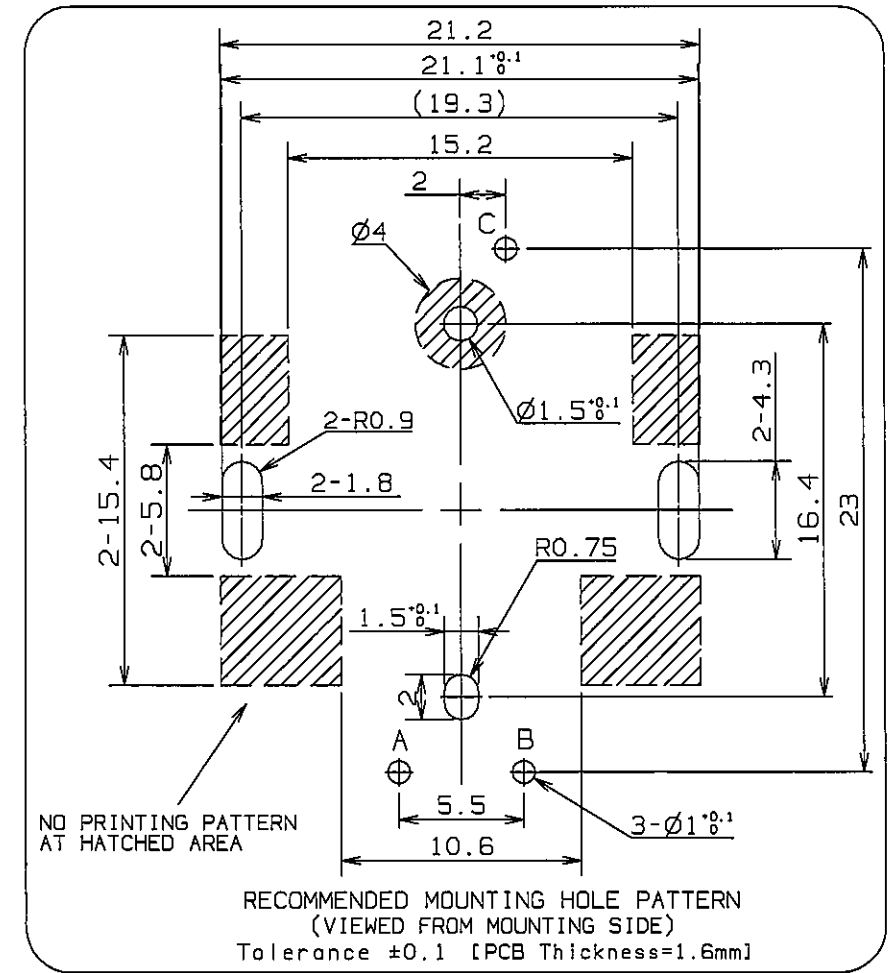 21.2
21.1 +0.1 0
(19.3)
15.2
2
C
Ø4
Ø1.5 +0.1 0
2-4.3
2-R0.9
2-1.8
2-15.4
2-5.8
16.4
23
R0.75
1.5 +0.1 0
2
A
B
5.5
3-Ø1 +0.1 0
10.6
NO PRINTING PATTERN
AT HATCHED AREA
RECOMMENDED MOUNTING HOLE PATTERN
(VIEWED FROM MOUNTING SIDE)
Tolerance ±0.1 [PCB Thickness=1.6mm]